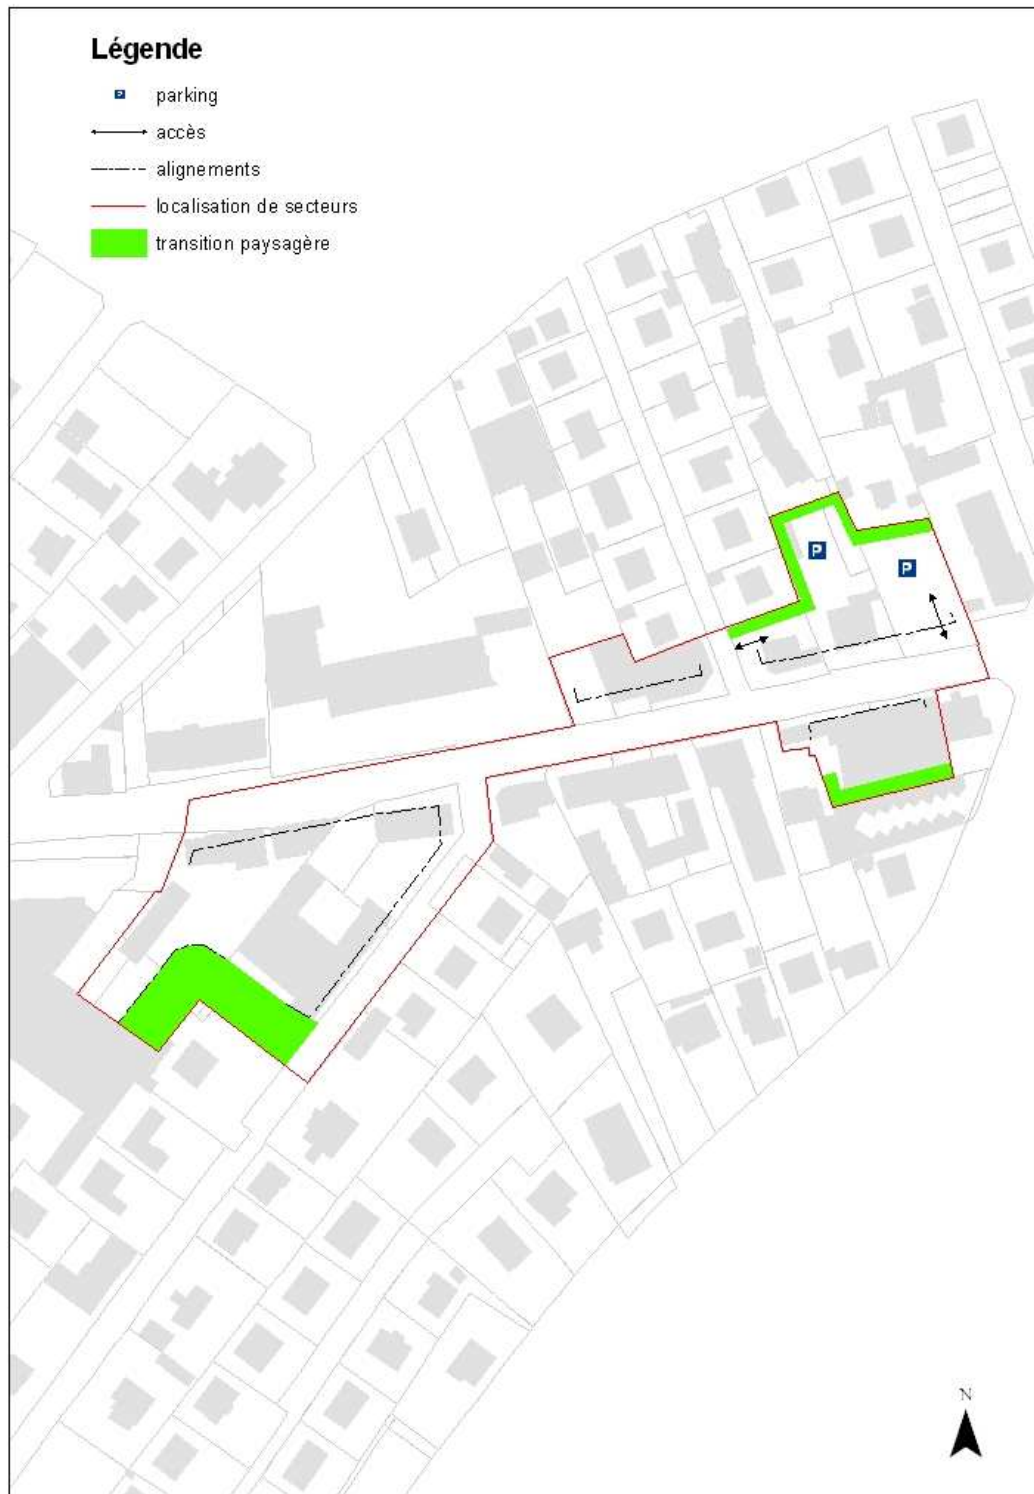 Légende
P parking
accès
alignements
localisation de secteurs
transition paysagère
P
P
N